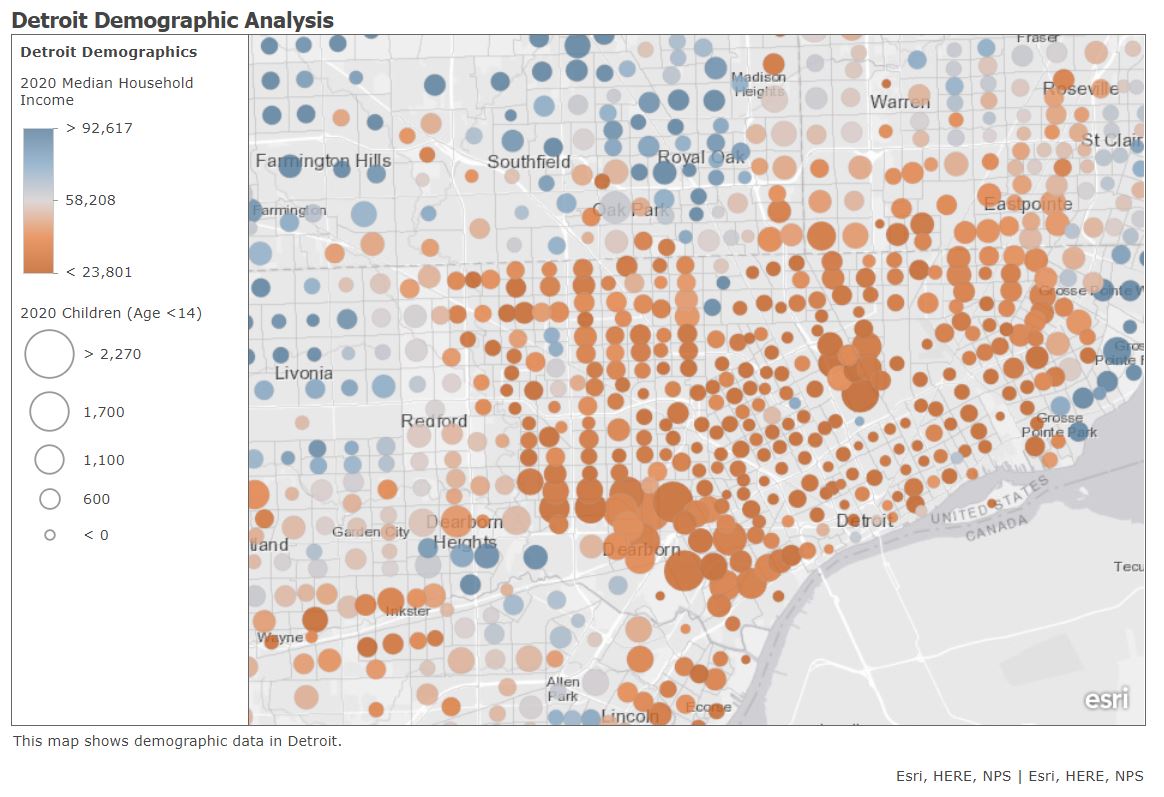 Detroit Demographic Analysis
Detroit Demographics
2020 Median Household
Income
> 92,617
58,208
< 23,801
2020 Children (Age <14)
> 2,270
1,700
1,100
600
< 0
Fraser
Madison
Heights
Warren
Roseville
St Clair
Farmington Hills
Southfield
Royal Oak
Farmington
Oak Park
Eastpointe
Grosse Pointe W
Gros
Pointe F
Livonia
Redford
Grosse
Pointe Park
Garden City
Dearborn
Heights
Dearborn
Detroit
UNITED STATES
CANADA
tland
Tecu
Inkster
Wayne
Allen
Park
Lincoln
Ecorse
esri
This map shows demographic data in Detroit.
Esri, HERE, NPS | Esri, HERE, NPS